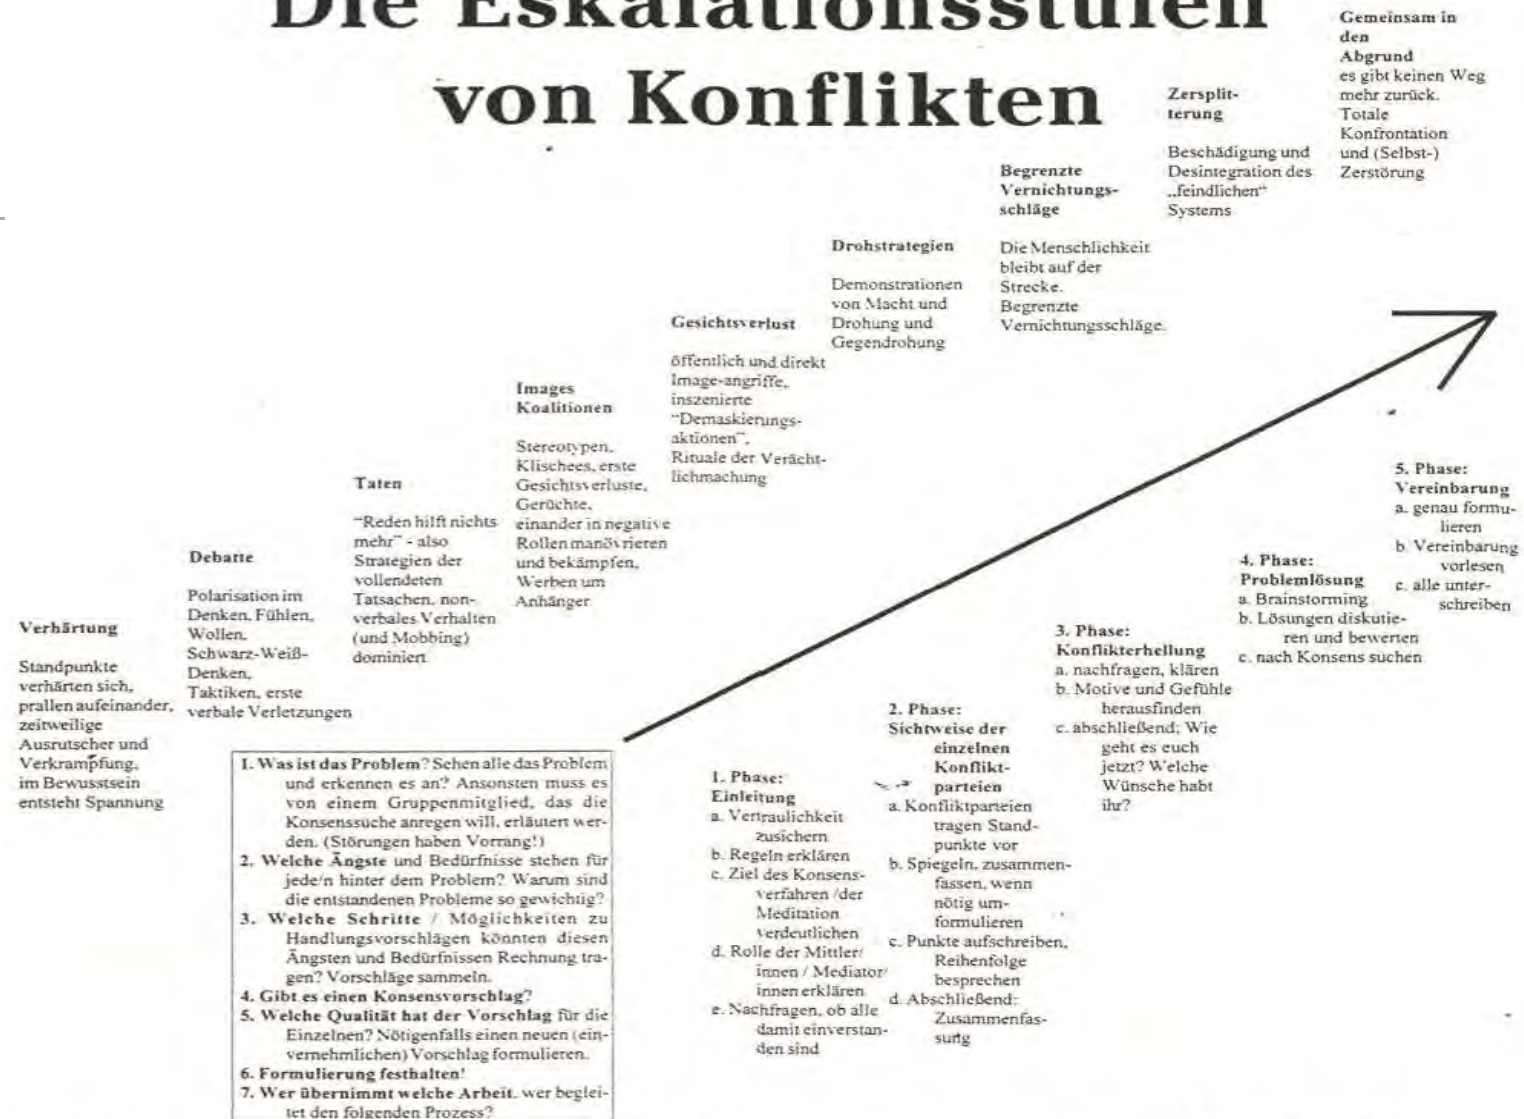 Die Eskalationsstufen
von Konflikten
Verhärtung
Standpunkte
verhärten sich,
prallen aufeinander,
zeitweilige
Ausrutscher und
Verkrampfung,
im Bewusstsein
entsteht Spannung
Debatte
Polarisation im
Denken, Fühlen,
Wollen,
Schwarz-Weiß-
Denken,
Taktiken, erste
verbale Verletzungen
Taten
"Reden hilft nichts
mehr" - also
Strategien der
vollendeten
Tatsachen, non-
verbales Verhalten
(und Mobbing)
dominiert
Images
Koalitionen
Stereotypen,
Klischees, erste
Gesichtsverluste,
Gerüchte,
einander in negative
Rollen manövrieren
und bekämpfen,
Werben um
Anhänger
Gesichtsverlust
öffentlich und direkt
Image-angriffe,
inszenierte
"Demaskierungs-
aktionen",
Rituale der Verächt-
lichmachung
Drohstrategien
Demonstrationen
von Macht und
Drohung und
Gegendrohung
Begrenzte
Vernichtungs-
schläge
Die Menschlichkeit
bleibt auf der
Strecke.
Begrenzte
Vernichtungsschläge.
Zersplit-
terung
Beschädigung und
Desintegration des
„feindlichen“
Systems
Gemeinsam in
den
Abgrund
es gibt keinen Weg
mehr zurück.
Totale
Konfrontation
und (Selbst-)
Zerstörung
1. Was ist das Problem? Sehen alle das Problem
und erkennen es an? Ansonsten muss es
von einem Gruppenmitglied, das die
Konsenssuche anregen will, erläutert wer-
den. (Störungen haben Vorrang!)
2. Welche Ängste und Bedürfnisse stehen für
jede/n hinter dem Problem? Warum sind
die entstandenen Probleme so gewichtig?
3. Welche Schritte / Möglichkeiten zu
Handlungsvorschlägen könnten diesen
Ängsten und Bedürfnissen Rechnung tra-
gen? Vorschläge sammeln.
4. Gibt es einen Konsensvorschlag?
5. Welche Qualität hat der Vorschlag für die
Einzelnen? Nötigenfalls einen neuen (ein-
vernehmlichen) Vorschlag formulieren.
6. Formulierung festhalten!
7. Wer übernimmt welche Arbeit, wer beglei-
tet den folgenden Prozess?
1. Phase:
Einleitung
a. Vertraulichkeit
zusichern
b. Regeln erklären
c. Ziel des Konsens-
verfahren /der
Meditation
verdeutlichen
d. Rolle der Mittler/
innen / Mediator/
innen erklären
e. Nachfragen, ob alle
damit einverstan-
den sind
2. Phase:
Sichtweise der
einzelnen
Konflikt-
parteien
a. Konfliktparteien
tragen Stand-
punkte vor
b. Spiegeln, zusammen-
fassen, wenn
nötig um-
formulieren
c. Punkte aufschreiben,
Reihenfolge
besprechen
d. Abschließend:
Zusammenfas-
sung
3. Phase:
Konflikterhellung
a. nachfragen, klären
b. Motive und Gefühle
herausfinden
c. abschließend; Wie
geht es euch
jetzt? Welche
Wünsche habt
ihr?
4. Phase:
Problemlösung
a. Brainstorming
b. Lösungen diskutie-
ren und bewerten
c. nach Konsens suchen
5. Phase:
Vereinbarung
a. genau formu-
lieren
b. Vereinbarung
vorlesen
c. alle unter-
schreiben